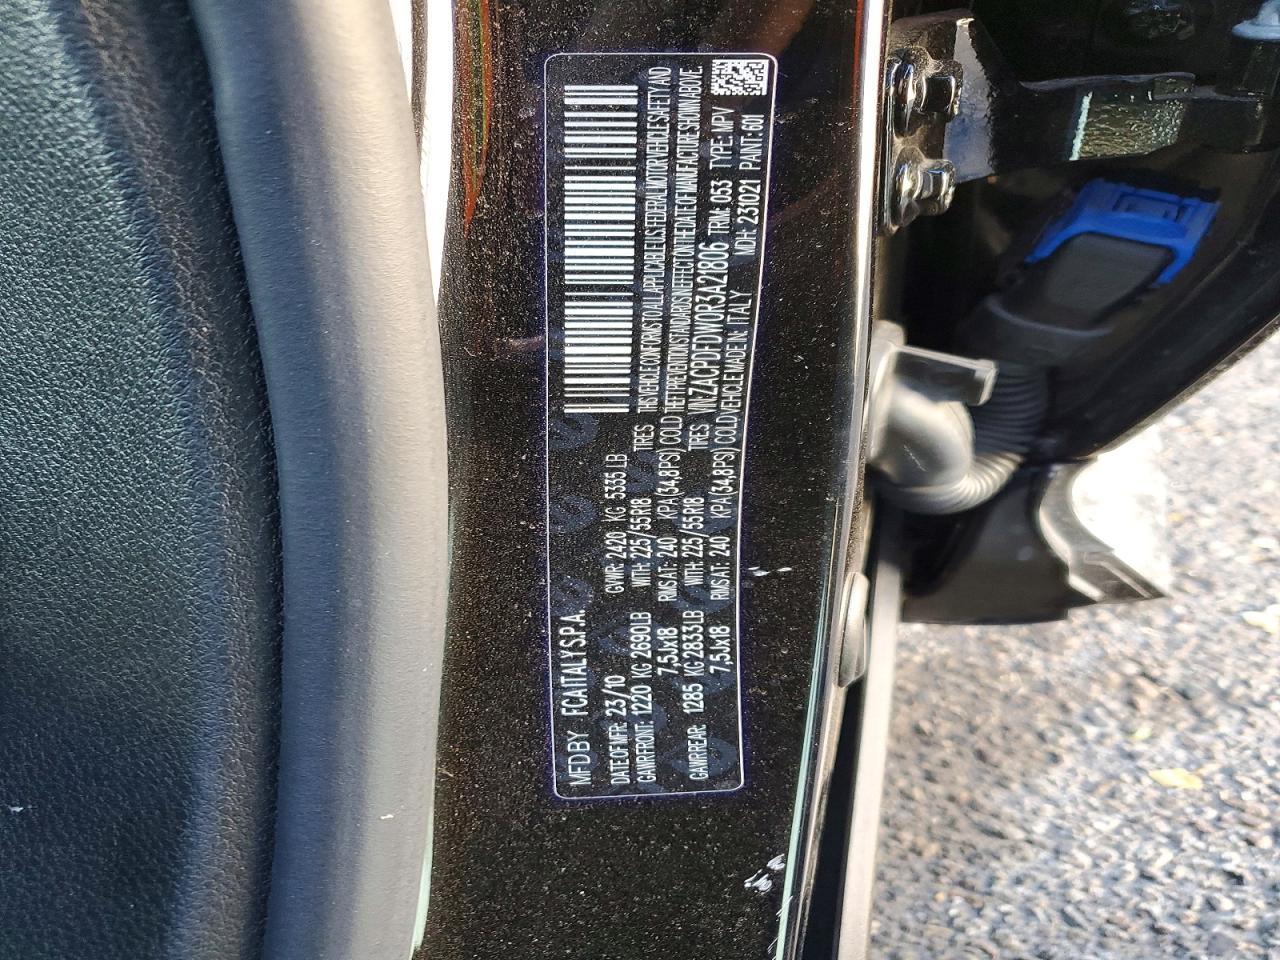 MFD BY FCA ITALY S.P.A.
DATE OF MFR: 23/10 GVWR: 2420 KG 5335 LB
GAWR FRONT: 1220 KG 2690 LB WITH: 225/55R18 TIRES
7,5Jx18 RIMS AT: 240 KPA(34,8PSI) COLD
GAWR REAR: 1285 KG 2833 LB WITH: 225/55R18 TIRES
7,5Jx18 RIMS AT: 240 KPA(34,8PSI) COLD
THIS VEHICLE CONFORMS TO ALL APPLICABLE U.S FEDERAL MOTOR VEHICLE SAFETY AND
THEFT PREVENTION STANDARDS IN EFFECT ON THE DATE OF MANUFACTURE SHOWN ABOVE.
VIN: ZACPDFDW0R3A21806 TRIM: 053 TYPE: MPV
VEHICLE MADE IN: ITALY MDH: 231021 PAINT: 601